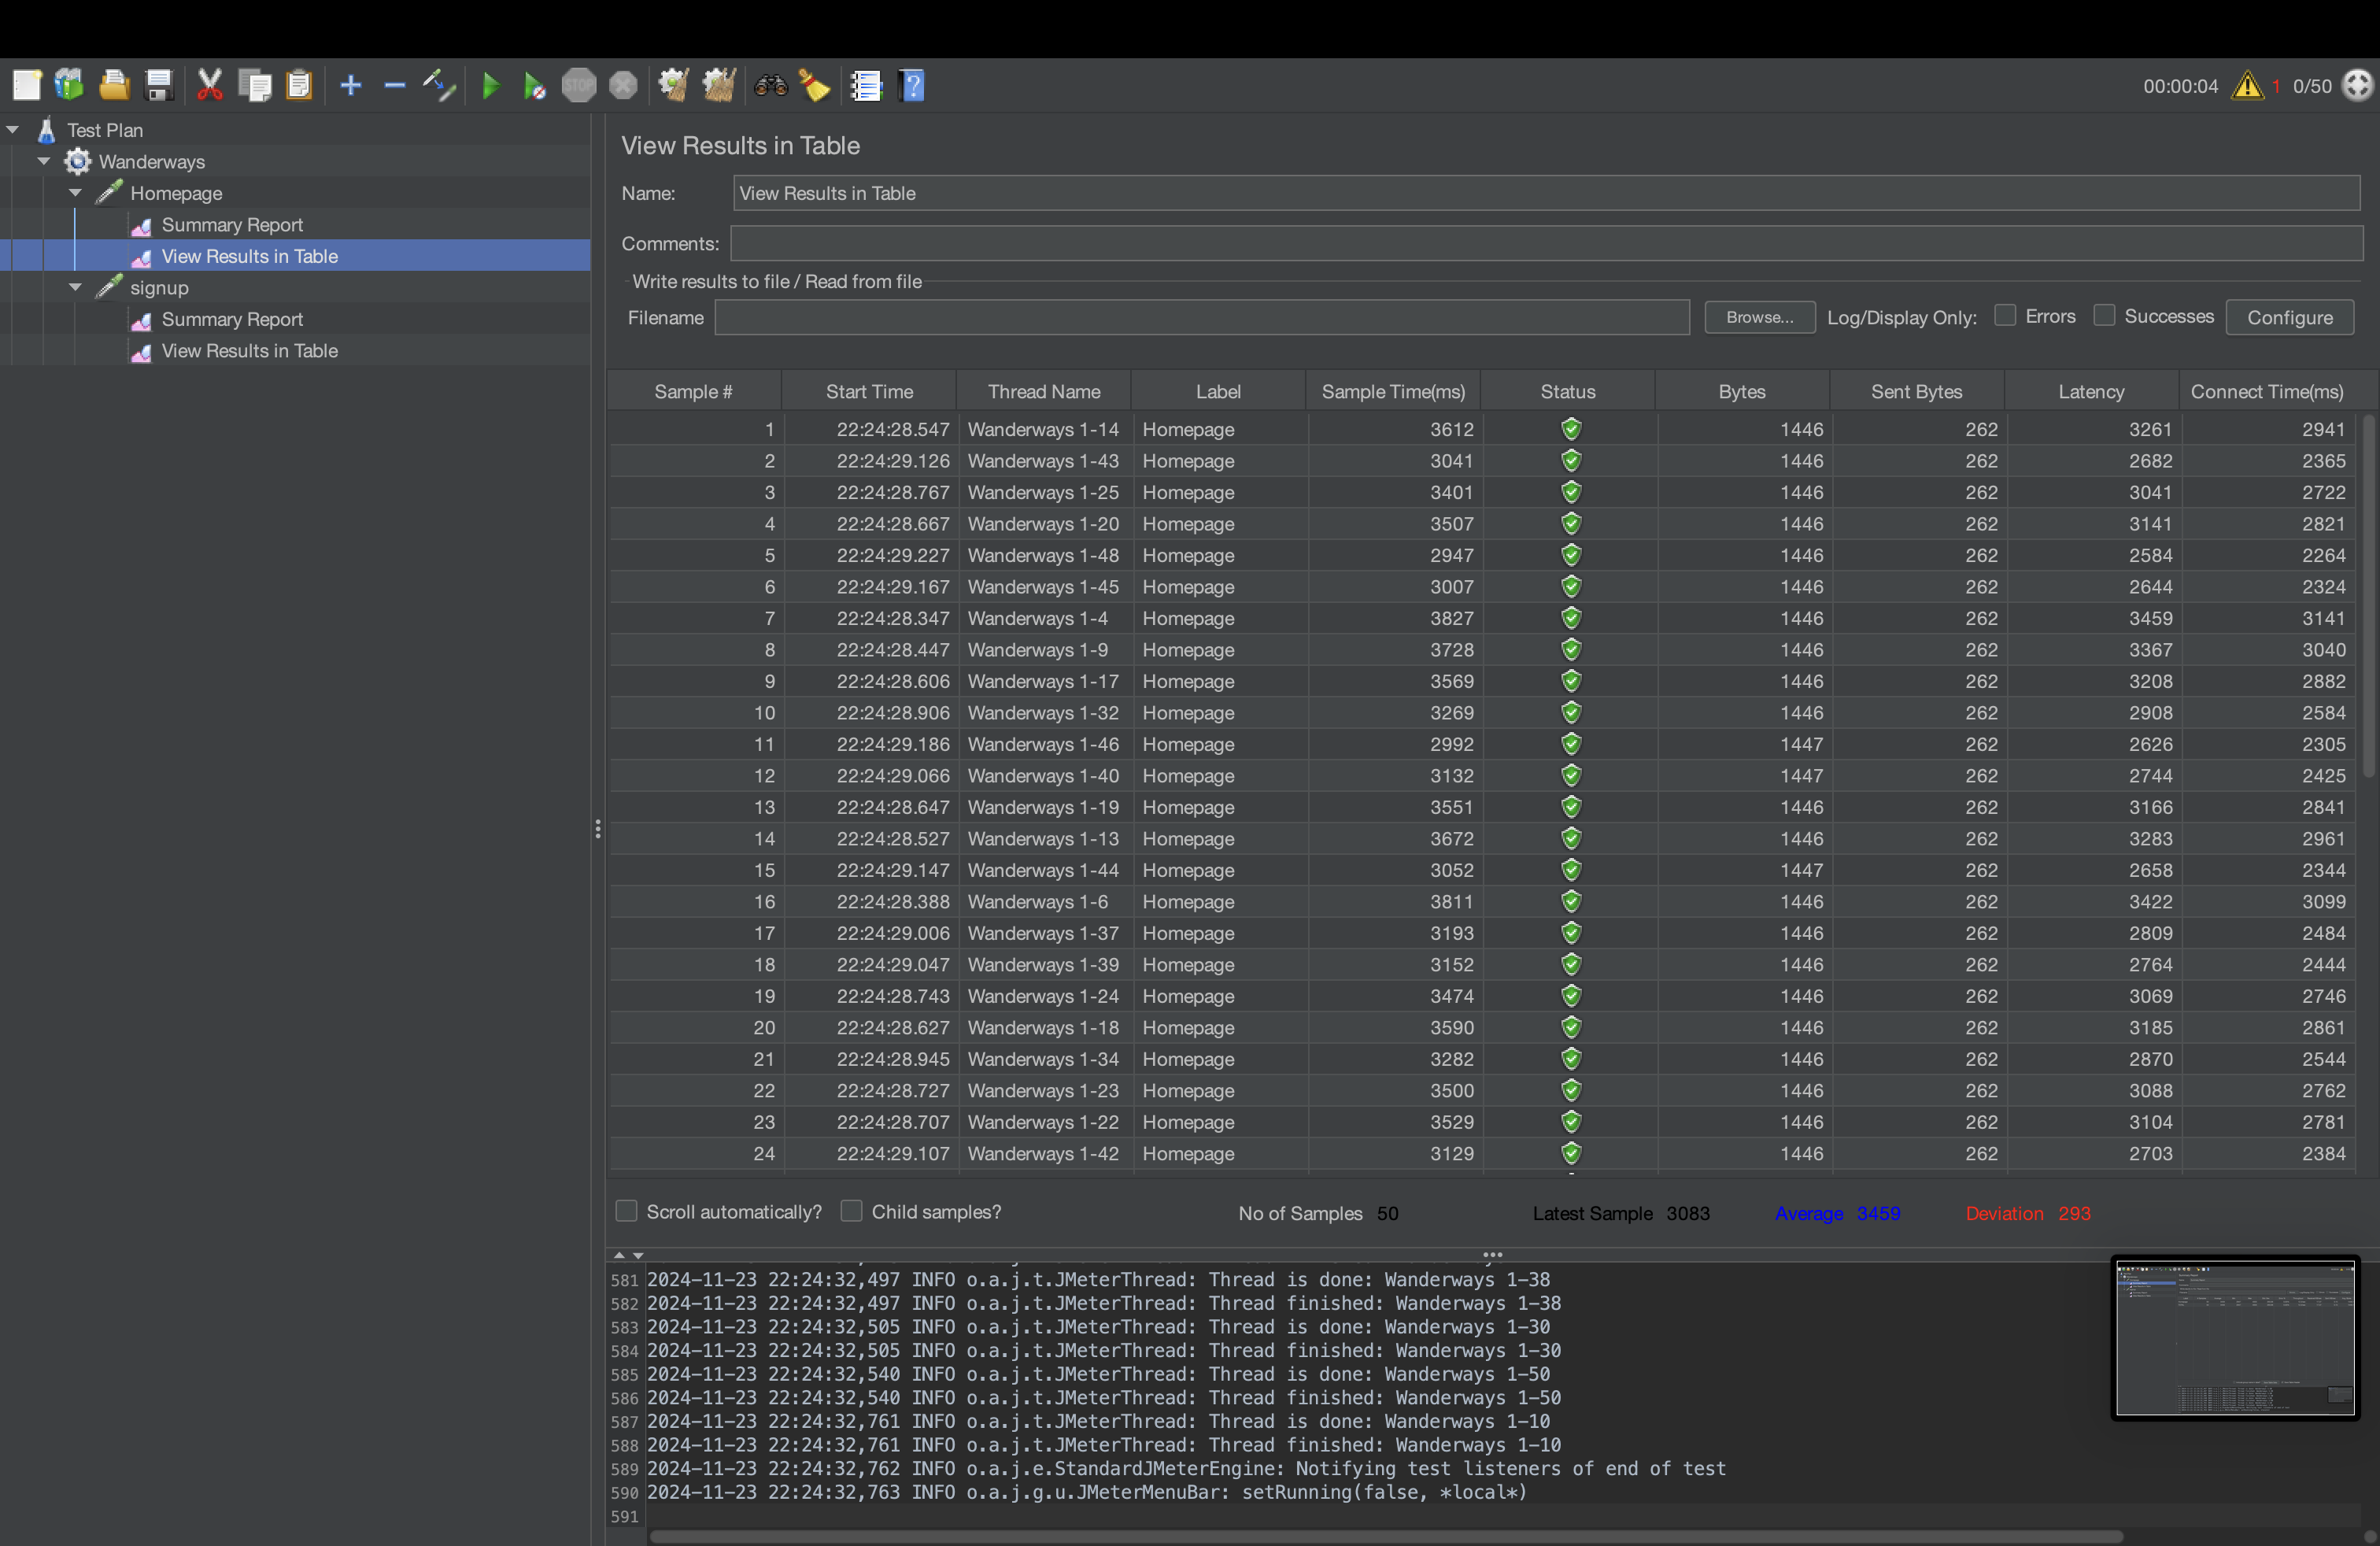 STOP
00:00:04 1 0/50
Test Plan
Wanderways
Homepage
Summary Report
View Results in Table
signup
Summary Report
View Results in Table
View Results in Table
Name: View Results in Table
Comments:
Write results to file / Read from file
Filename Browse... Log/Display Only: Errors Successes Configure
Sample # Start Time Thread Name Label Sample Time(ms) Status Bytes Sent Bytes Latency Connect Time(ms)
1 22:24:28.547 Wanderways 1-14 Homepage 3612 1446 262 3261 2941
2 22:24:29.126 Wanderways 1-43 Homepage 3041 1446 262 2682 2365
3 22:24:28.767 Wanderways 1-25 Homepage 3401 1446 262 3041 2722
4 22:24:28.667 Wanderways 1-20 Homepage 3507 1446 262 3141 2821
5 22:24:29.227 Wanderways 1-48 Homepage 2947 1446 262 2584 2264
6 22:24:29.167 Wanderways 1-45 Homepage 3007 1446 262 2644 2324
7 22:24:28.347 Wanderways 1-4 Homepage 3827 1446 262 3459 3141
8 22:24:28.447 Wanderways 1-9 Homepage 3728 1446 262 3367 3040
9 22:24:28.606 Wanderways 1-17 Homepage 3569 1446 262 3208 2882
10 22:24:28.906 Wanderways 1-32 Homepage 3269 1446 262 2908 2584
11 22:24:29.186 Wanderways 1-46 Homepage 2992 1447 262 2626 2305
12 22:24:29.066 Wanderways 1-40 Homepage 3132 1447 262 2744 2425
13 22:24:28.647 Wanderways 1-19 Homepage 3551 1446 262 3166 2841
14 22:24:28.527 Wanderways 1-13 Homepage 3672 1446 262 3283 2961
15 22:24:29.147 Wanderways 1-44 Homepage 3052 1447 262 2658 2344
16 22:24:28.388 Wanderways 1-6 Homepage 3811 1446 262 3422 3099
17 22:24:29.006 Wanderways 1-37 Homepage 3193 1446 262 2809 2484
18 22:24:29.047 Wanderways 1-39 Homepage 3152 1446 262 2764 2444
19 22:24:28.743 Wanderways 1-24 Homepage 3474 1446 262 3069 2746
20 22:24:28.627 Wanderways 1-18 Homepage 3590 1446 262 3185 2861
21 22:24:28.945 Wanderways 1-34 Homepage 3282 1446 262 2870 2544
22 22:24:28.727 Wanderways 1-23 Homepage 3500 1446 262 3088 2762
23 22:24:28.707 Wanderways 1-22 Homepage 3529 1446 262 3104 2781
24 22:24:29.107 Wanderways 1-42 Homepage 3129 1446 262 2703 2384
Scroll automatically? Child samples? No of Samples 50 Latest Sample 3083 Average 3459 Deviation 293
581 2024-11-23 22:24:32,497 INFO o.a.j.t.JMeterThread: Thread is done: Wanderways 1-38
582 2024-11-23 22:24:32,497 INFO o.a.j.t.JMeterThread: Thread finished: Wanderways 1-38
583 2024-11-23 22:24:32,505 INFO o.a.j.t.JMeterThread: Thread is done: Wanderways 1-30
584 2024-11-23 22:24:32,505 INFO o.a.j.t.JMeterThread: Thread finished: Wanderways 1-30
585 2024-11-23 22:24:32,540 INFO o.a.j.t.JMeterThread: Thread is done: Wanderways 1-50
586 2024-11-23 22:24:32,540 INFO o.a.j.t.JMeterThread: Thread finished: Wanderways 1-50
587 2024-11-23 22:24:32,761 INFO o.a.j.t.JMeterThread: Thread is done: Wanderways 1-10
588 2024-11-23 22:24:32,761 INFO o.a.j.t.JMeterThread: Thread finished: Wanderways 1-10
589 2024-11-23 22:24:32,762 INFO o.a.j.e.StandardJMeterEngine: Notifying test listeners of end of test
590 2024-11-23 22:24:32,763 INFO o.a.j.g.u.JMeterMenuBar: setRunning(false, *local*)
591